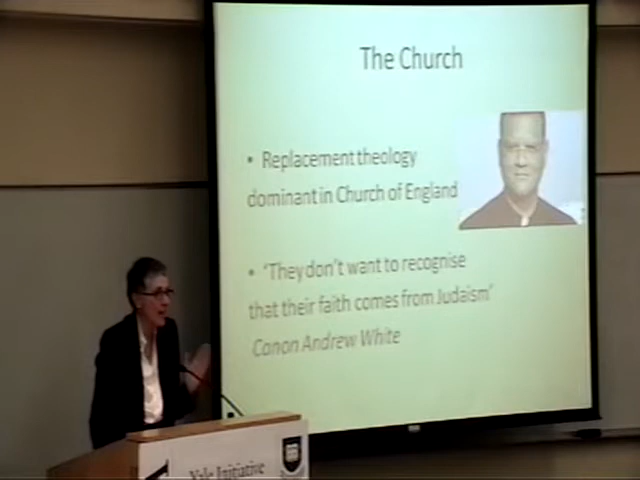 The Church
• Replacement theology
dominant in Church of England
• 'They don't want to recognise
that their faith comes from Judaism'
Canon Andrew White
Yale Initiative